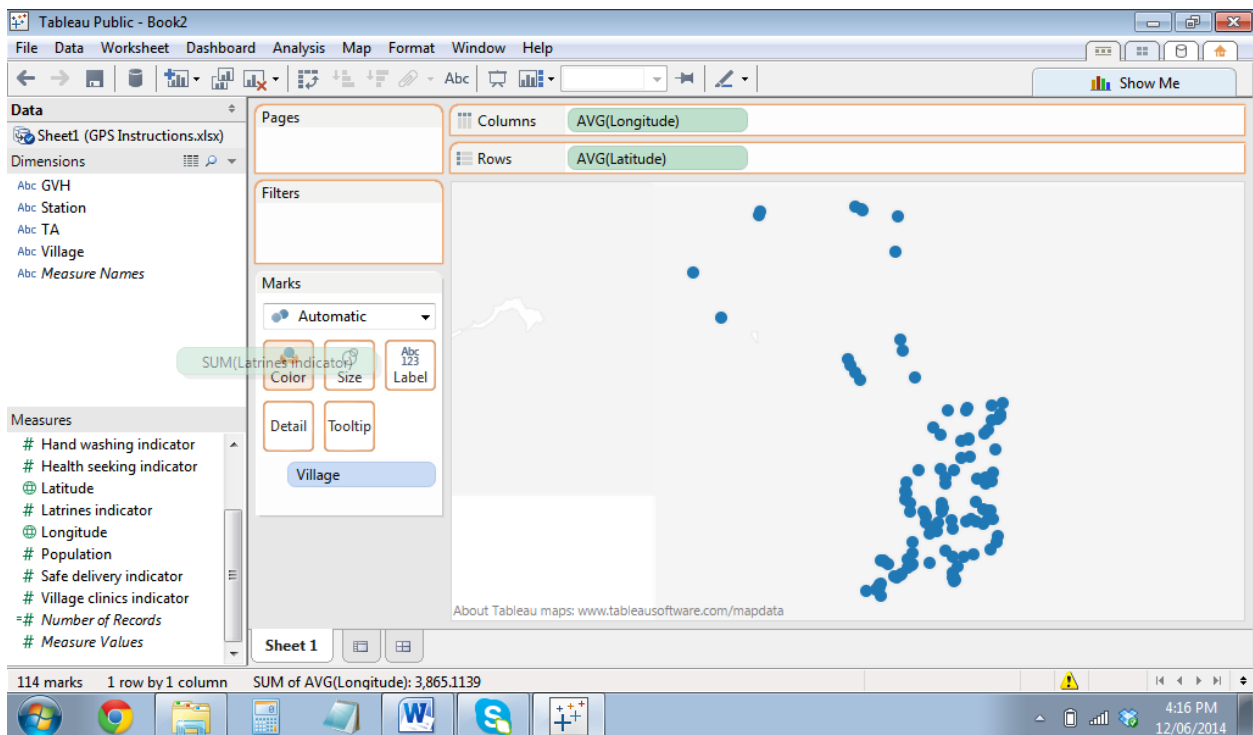 Tableau Public - Book2
File Data Worksheet Dashboard Analysis Map Format Window Help
Abc
Show Me
Data
Sheet1 (GPS Instructions.xlsx)
Dimensions
Abc GVH
Abc Station
Abc TA
Abc Village
Abc Measure Names
Measures
# Hand washing indicator
# Health seeking indicator
Latitude
# Latrines indicator
Longitude
# Population
# Safe delivery indicator
# Village clinics indicator
=# Number of Records
# Measure Values
Pages
Filters
Marks
Automatic
SUM(Latrines indicator)
Abc
123
Color Size Label
Detail Tooltip
Village
Columns AVG(Longitude)
Rows AVG(Latitude)
About Tableau maps: www.tableausoftware.com/mapdata
Sheet 1
114 marks 1 row by 1 column SUM of AVG(Longitude): 3,865.1139
W S
4:16 PM
12/06/2014